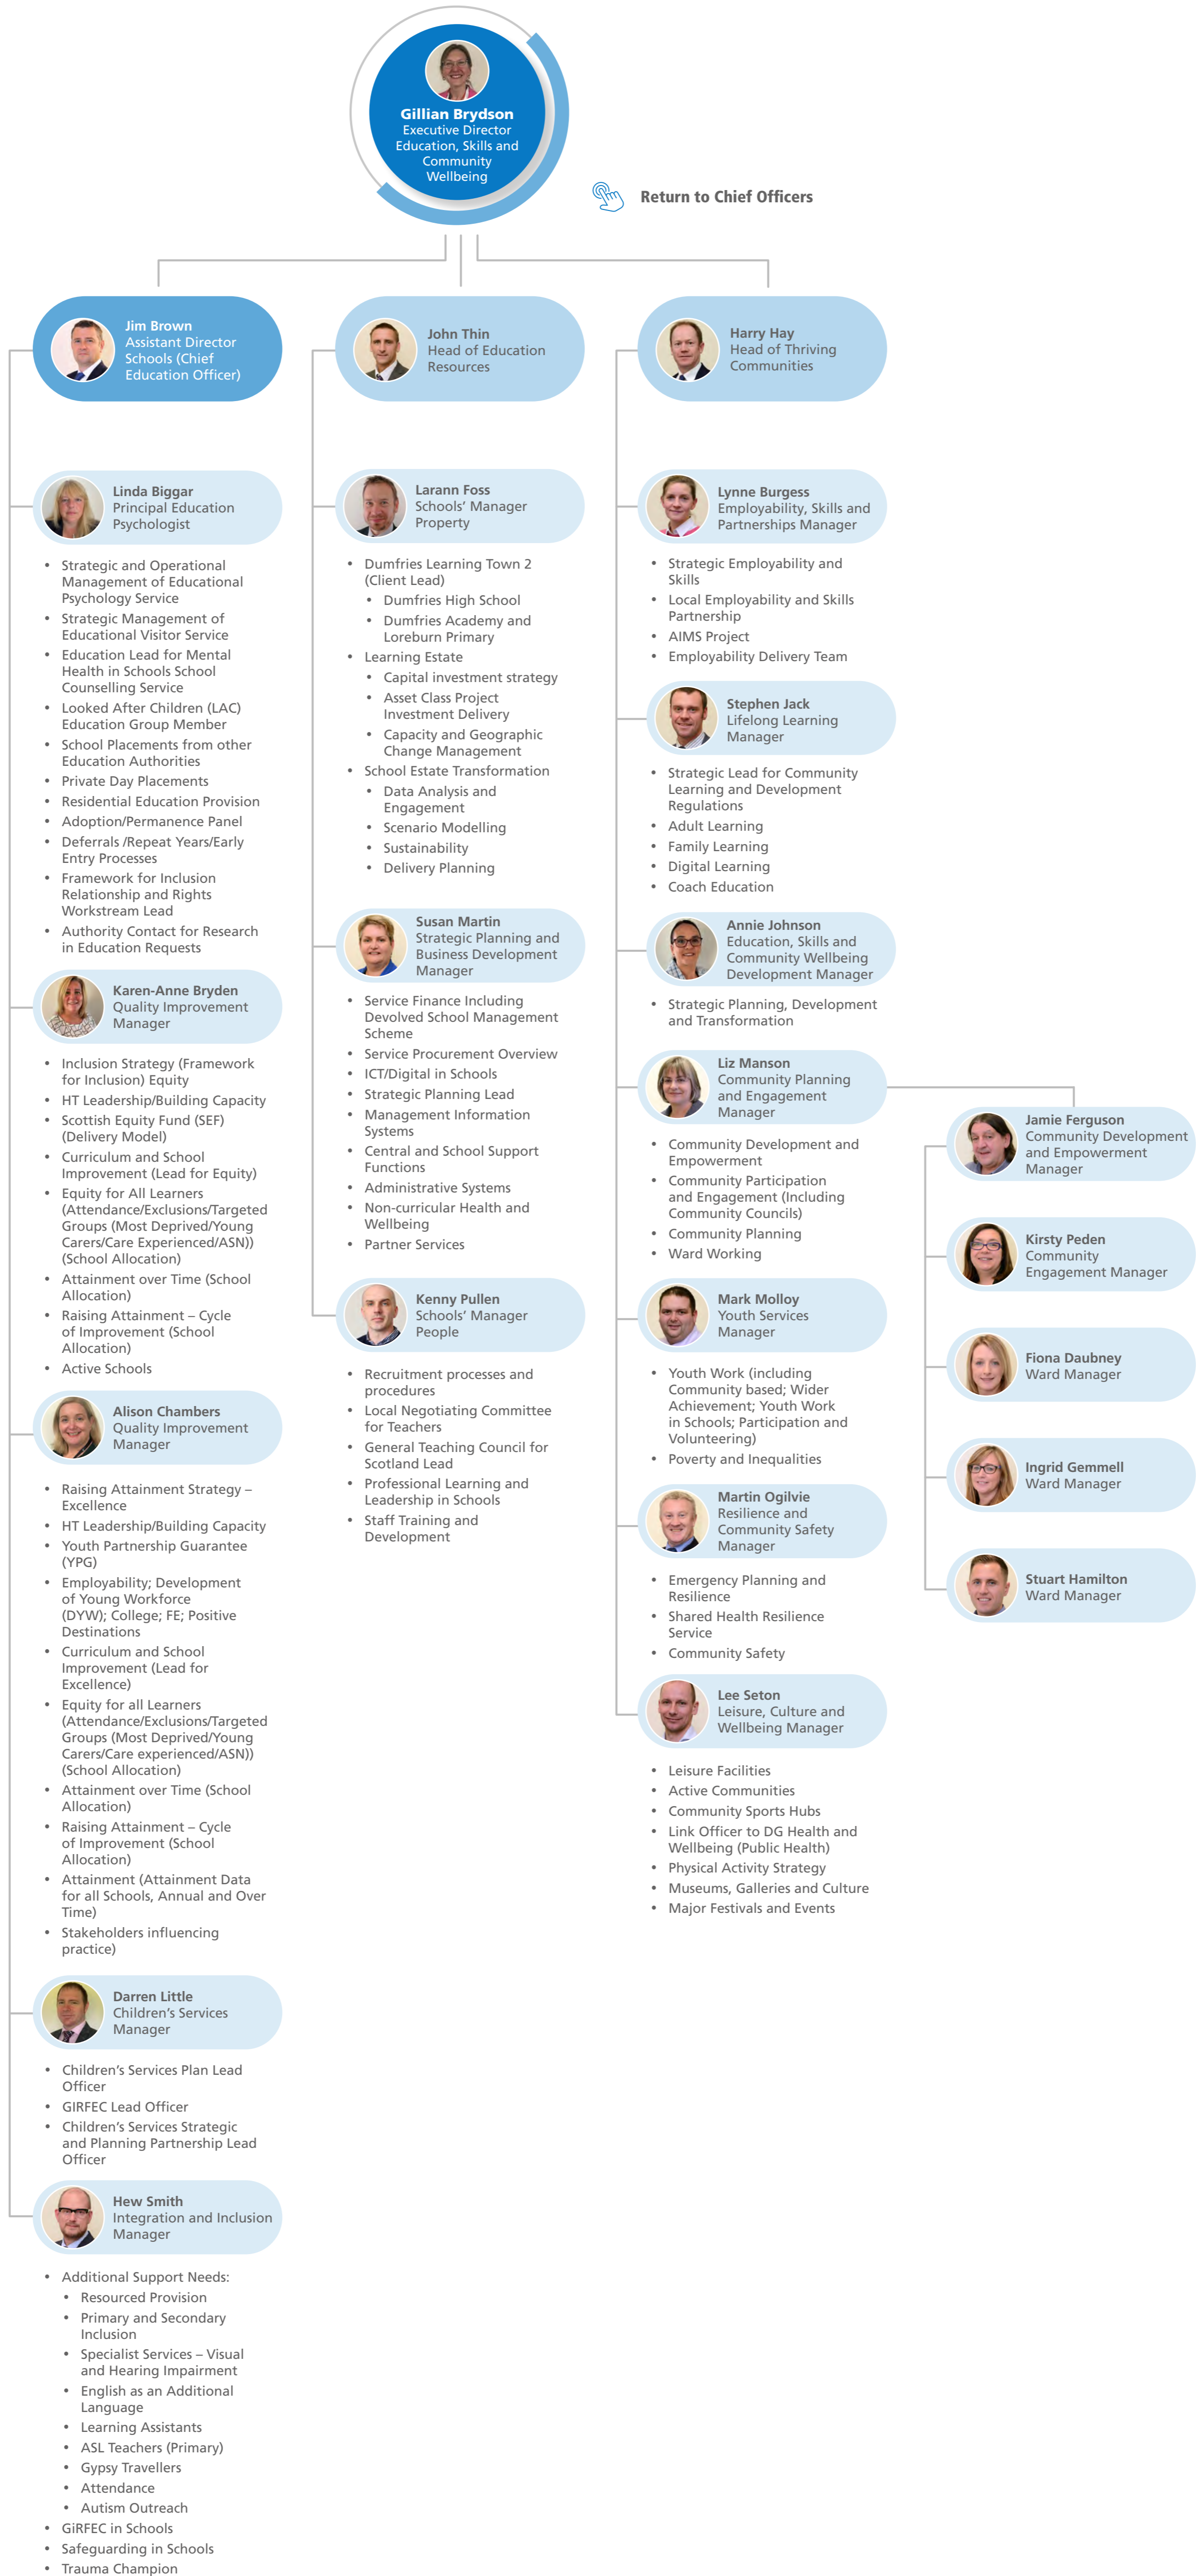 Gillian Brydson
Executive Director
Education, Skills and
Community
Wellbeing
Return to Chief Officers
Jim Brown
Assistant Director
Schools (Chief
Education Officer)
Linda Biggar
Principal Education
Psychologist
• Strategic and Operational
Management of Educational
Psychology Service
• Strategic Management of
Educational Visitor Service
• Education Lead for Mental
Health in Schools School
Counselling Service
• Looked After Children (LAC)
Education Group Member
• School Placements from other
Education Authorities
• Private Day Placements
• Residential Education Provision
• Adoption/Permanence Panel
• Deferrals /Repeat Years/Early
Entry Processes
• Framework for Inclusion
Relationship and Rights
Workstream Lead
• Authority Contact for Research
in Education Requests
Karen-Anne Bryden
Quality Improvement
Manager
• Inclusion Strategy (Framework
for Inclusion) Equity
• HT Leadership/Building Capacity
• Scottish Equity Fund (SEF)
(Delivery Model)
• Curriculum and School
Improvement (Lead for Equity)
• Equity for All Learners
(Attendance/Exclusions/Targeted
Groups (Most Deprived/Young
Carers/Care Experienced/ASN))
(School Allocation)
• Attainment over Time (School
Allocation)
• Raising Attainment – Cycle
of Improvement (School
Allocation)
• Active Schools
Alison Chambers
Quality Improvement
Manager
• Raising Attainment Strategy –
Excellence
• HT Leadership/Building Capacity
• Youth Partnership Guarantee
(YPG)
• Employability; Development
of Young Workforce
(DYW); College; FE; Positive
Destinations
• Curriculum and School
Improvement (Lead for
Excellence)
• Equity for all Learners
(Attendance/Exclusions/Targeted
Groups (Most Deprived/Young
Carers/Care experienced/ASN))
(School Allocation)
• Attainment over Time (School
Allocation)
• Raising Attainment – Cycle
of Improvement (School
Allocation)
• Attainment (Attainment Data
for all Schools, Annual and Over
Time)
• Stakeholders influencing
practice)
Darren Little
Children's Services
Manager
• Children's Services Plan Lead
Officer
• GIRFEC Lead Officer
• Children's Services Strategic
and Planning Partnership Lead
Officer
Hew Smith
Integration and Inclusion
Manager
• Additional Support Needs:
• Resourced Provision
• Primary and Secondary
Inclusion
• Specialist Services – Visual
and Hearing Impairment
• English as an Additional
Language
• Learning Assistants
• ASL Teachers (Primary)
• Gypsy Travellers
• Attendance
• Autism Outreach
• GiRFEC in Schools
• Safeguarding in Schools
• Trauma Champion
John Thin
Head of Education
Resources
Larann Foss
Schools' Manager
Property
• Dumfries Learning Town 2
(Client Lead)
• Dumfries High School
• Dumfries Academy and
Loreburn Primary
• Learning Estate
• Capital investment strategy
• Asset Class Project
Investment Delivery
• Capacity and Geographic
Change Management
• School Estate Transformation
• Data Analysis and
Engagement
• Scenario Modelling
• Sustainability
• Delivery Planning
Susan Martin
Strategic Planning and
Business Development
Manager
• Service Finance Including
Devolved School Management
Scheme
• Service Procurement Overview
• ICT/Digital in Schools
• Strategic Planning Lead
• Management Information
Systems
• Central and School Support
Functions
• Administrative Systems
• Non-curricular Health and
Wellbeing
• Partner Services
Kenny Pullen
Schools' Manager
People
• Recruitment processes and
procedures
• Local Negotiating Committee
for Teachers
• General Teaching Council for
Scotland Lead
• Professional Learning and
Leadership in Schools
• Staff Training and
Development
Harry Hay
Head of Thriving
Communities
Lynne Burgess
Employability, Skills and
Partnerships Manager
• Strategic Employability and
Skills
• Local Employability and Skills
Partnership
• AIMS Project
• Employability Delivery Team
Stephen Jack
Lifelong Learning
Manager
• Strategic Lead for Community
Learning and Development
Regulations
• Adult Learning
• Family Learning
• Digital Learning
• Coach Education
Annie Johnson
Education, Skills and
Community Wellbeing
Development Manager
• Strategic Planning, Development
and Transformation
Liz Manson
Community Planning
and Engagement
Manager
• Community Development and
Empowerment
• Community Participation
and Engagement (Including
Community Councils)
• Community Planning
• Ward Working
Mark Molloy
Youth Services
Manager
• Youth Work (including
Community based; Wider
Achievement; Youth Work
in Schools; Participation and
Volunteering)
• Poverty and Inequalities
Martin Ogilvie
Resilience and
Community Safety
Manager
• Emergency Planning and
Resilience
• Shared Health Resilience
Service
• Community Safety
Lee Seton
Leisure, Culture and
Wellbeing Manager
• Leisure Facilities
• Active Communities
• Community Sports Hubs
• Link Officer to DG Health and
Wellbeing (Public Health)
• Physical Activity Strategy
• Museums, Galleries and Culture
• Major Festivals and Events
Jamie Ferguson
Community Development
and Empowerment
Manager
Kirsty Peden
Community
Engagement Manager
Fiona Daubney
Ward Manager
Ingrid Gemmell
Ward Manager
Stuart Hamilton
Ward Manager